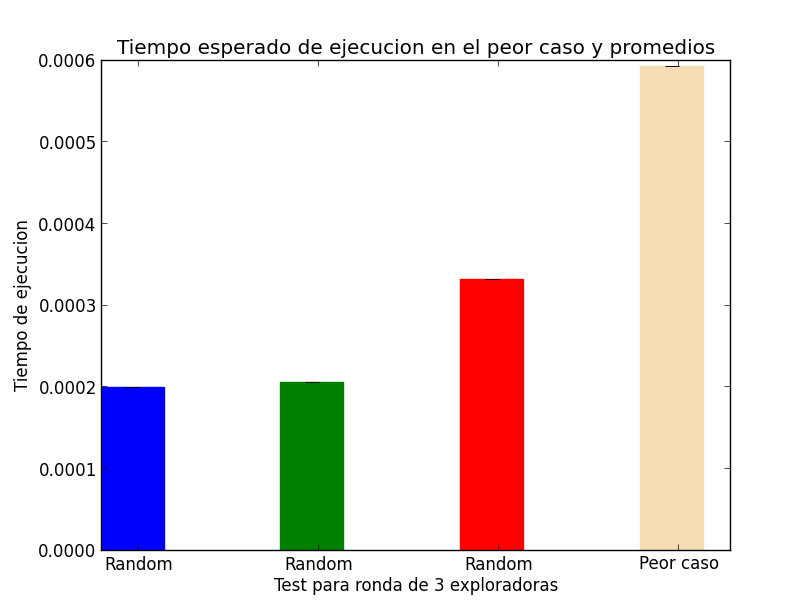 Tiempo esperado de ejecucion en el peor caso y promedios
0.0006
0.0005
0.0004
0.0003
0.0002
0.0001
0.0000
Tiempo de ejecucion
Random Random Random Peor caso
Test para ronda de 3 exploradoras